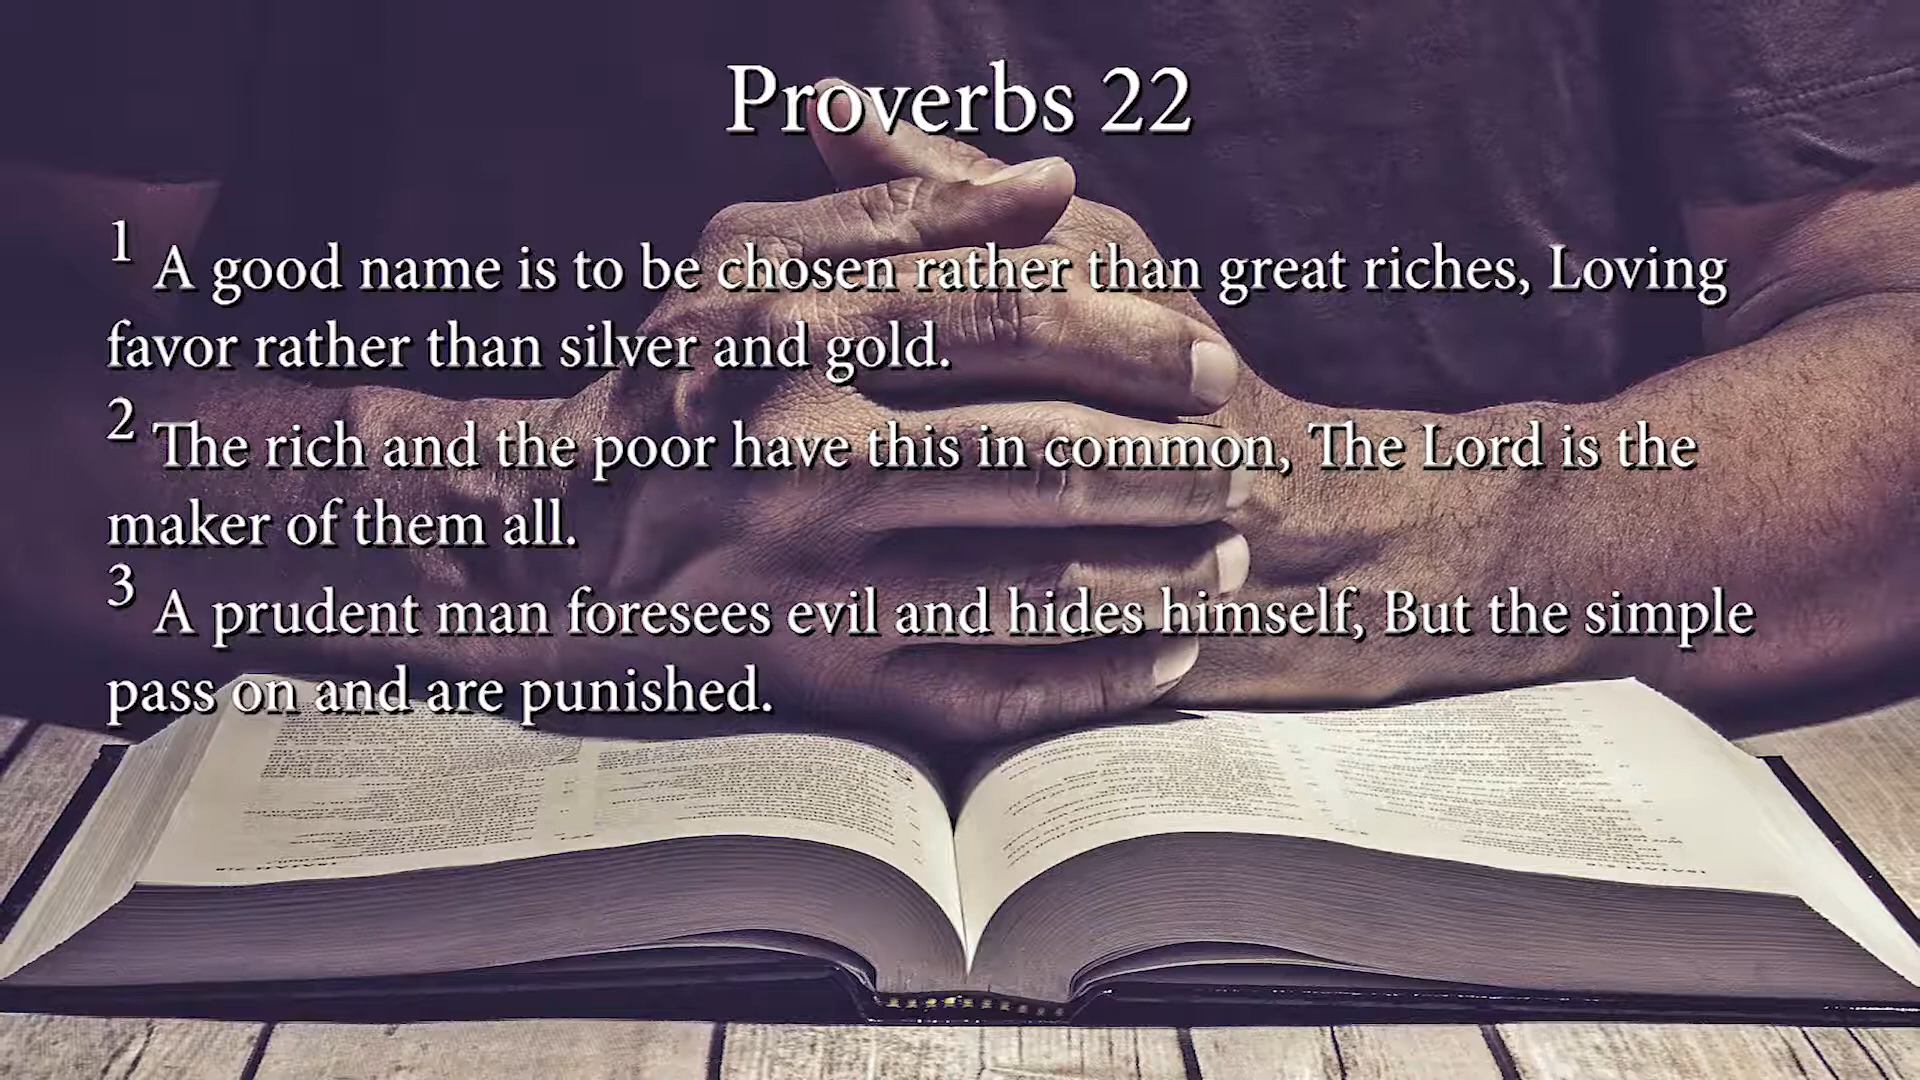 Proverbs 22
1 A good name is to be chosen rather than great riches, Loving
favor rather than silver and gold.
2 The rich and the poor have this in common, The Lord is the
maker of them all.
3 A prudent man foresees evil and hides himself, But the simple
pass on and are punished.